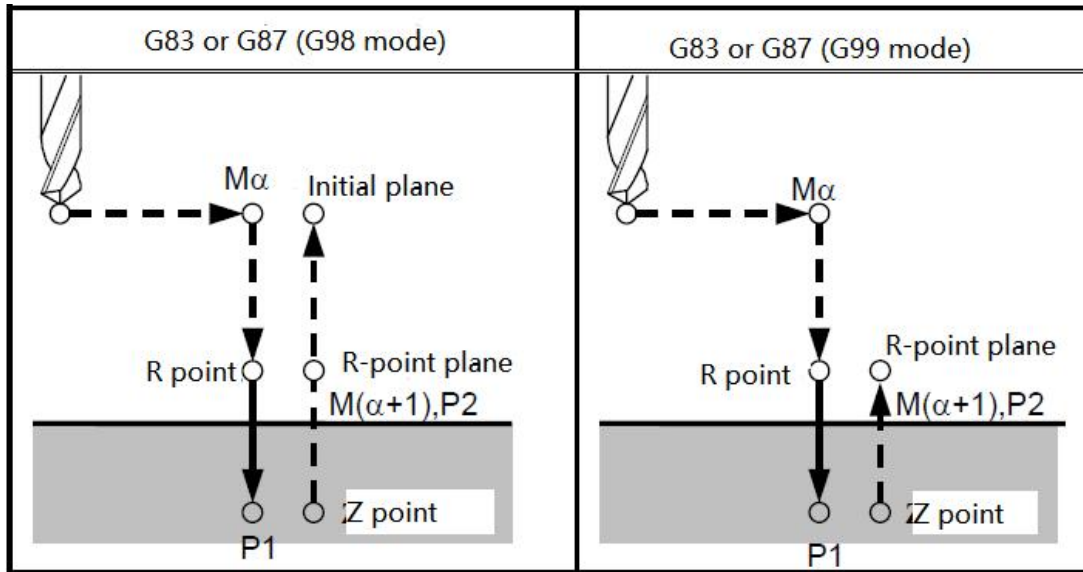 G83 or G87 (G98 mode)
Mα
Initial plane
R point
R-point plane
M(α+1),P2
Z point
P1
G83 or G87 (G99 mode)
Mα
R-point plane
R point
M(α+1),P2
Z point
P1